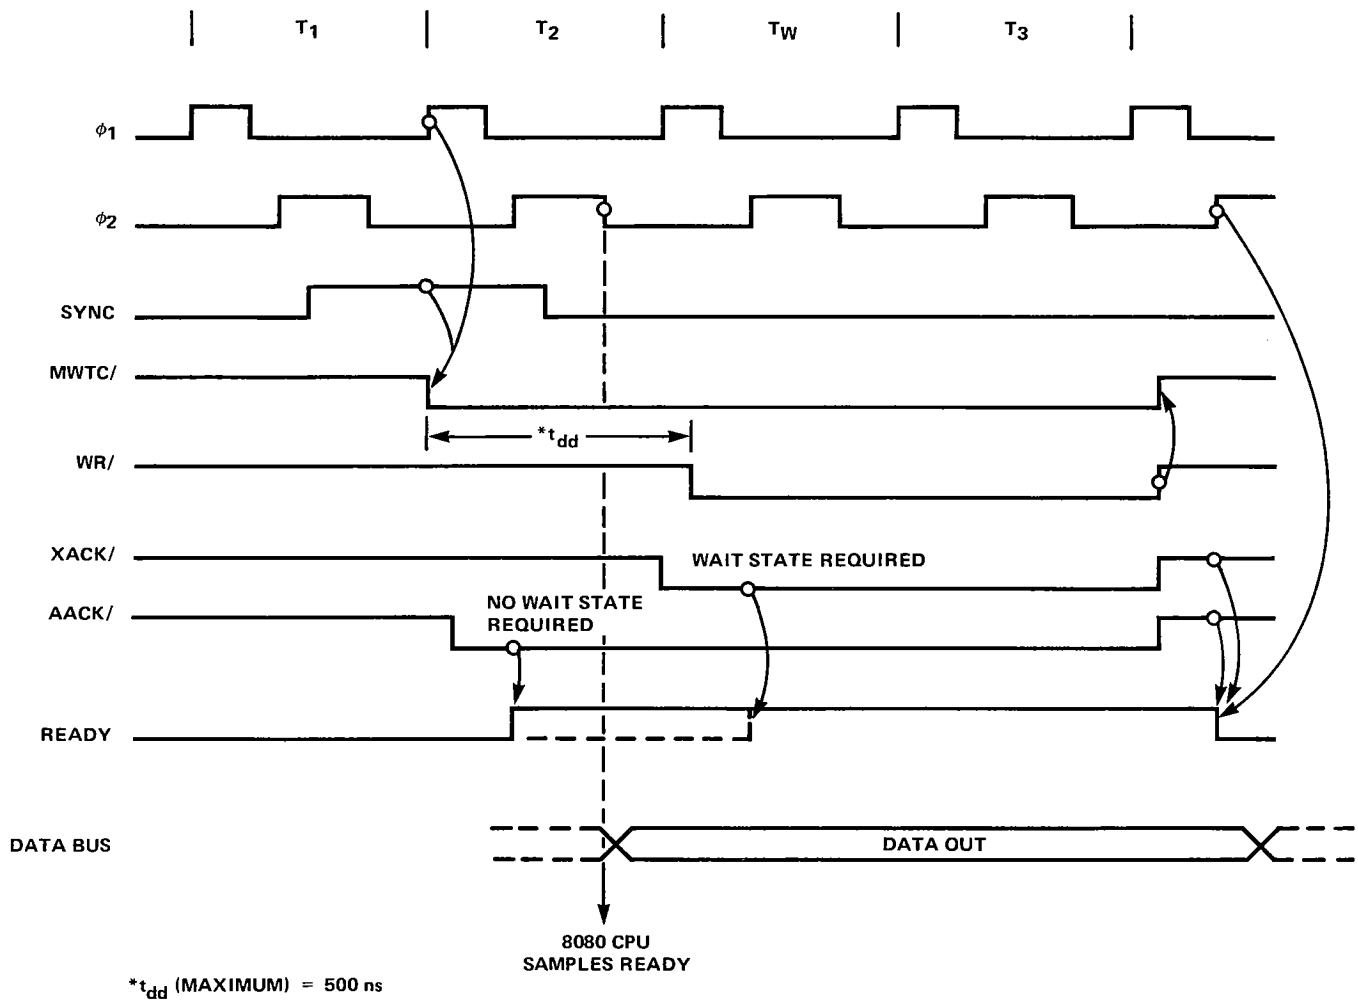 T1 T2 TW T3
φ1
φ2
SYNC
MWTC/
*tdd
WR/
XACK/
WAIT STATE REQUIRED
AACK/
NO WAIT STATE
REQUIRED
READY
DATA BUS
DATA OUT
8080 CPU
SAMPLES READY
*tdd (MAXIMUM) = 500 ns